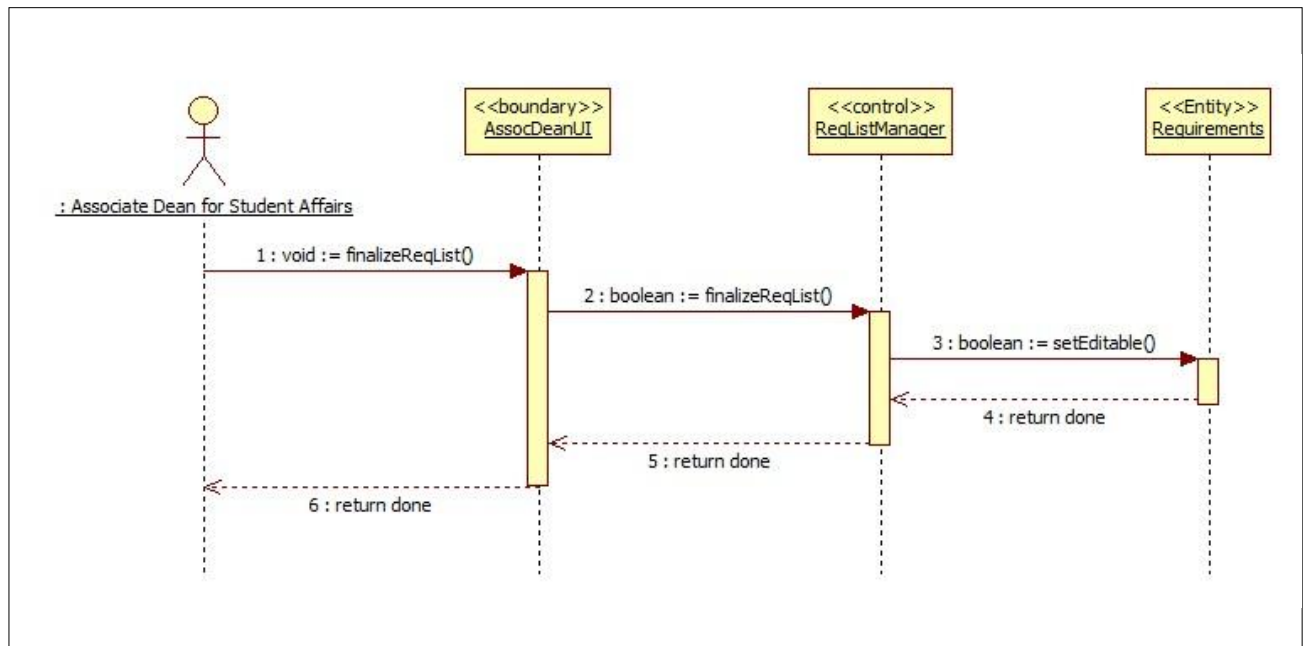 <<boundary>>
AssocDeanUI
<<control>>
ReqListManager
<<Entity>>
Requirements
: Associate Dean for Student Affairs
1 : void := finalizeReqList()
2 : boolean := finalizeReqList()
3 : boolean := setEditable()
4 : return done
5 : return done
6 : return done